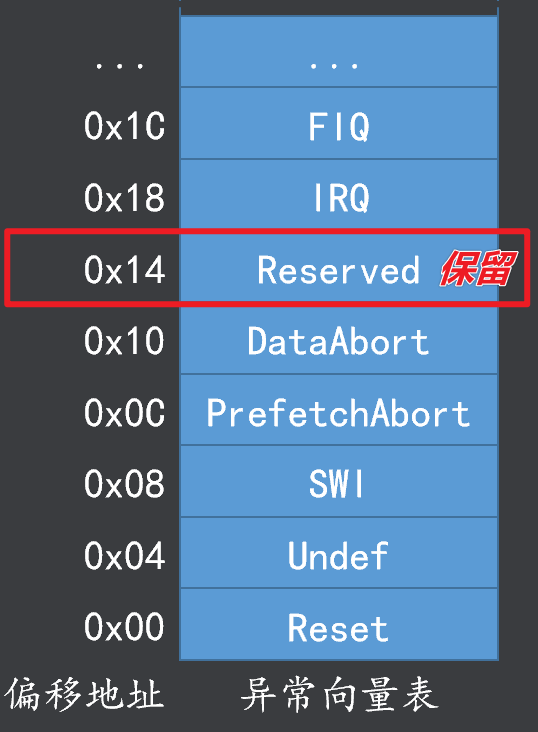 ... ...
0x1C FIQ
0x18 IRQ
0x14 Reserved 保留
0x10 DataAbort
0x0C PrefetchAbort
0x08 SWI
0x04 Undef
0x00 Reset
偏移地址 异常向量表